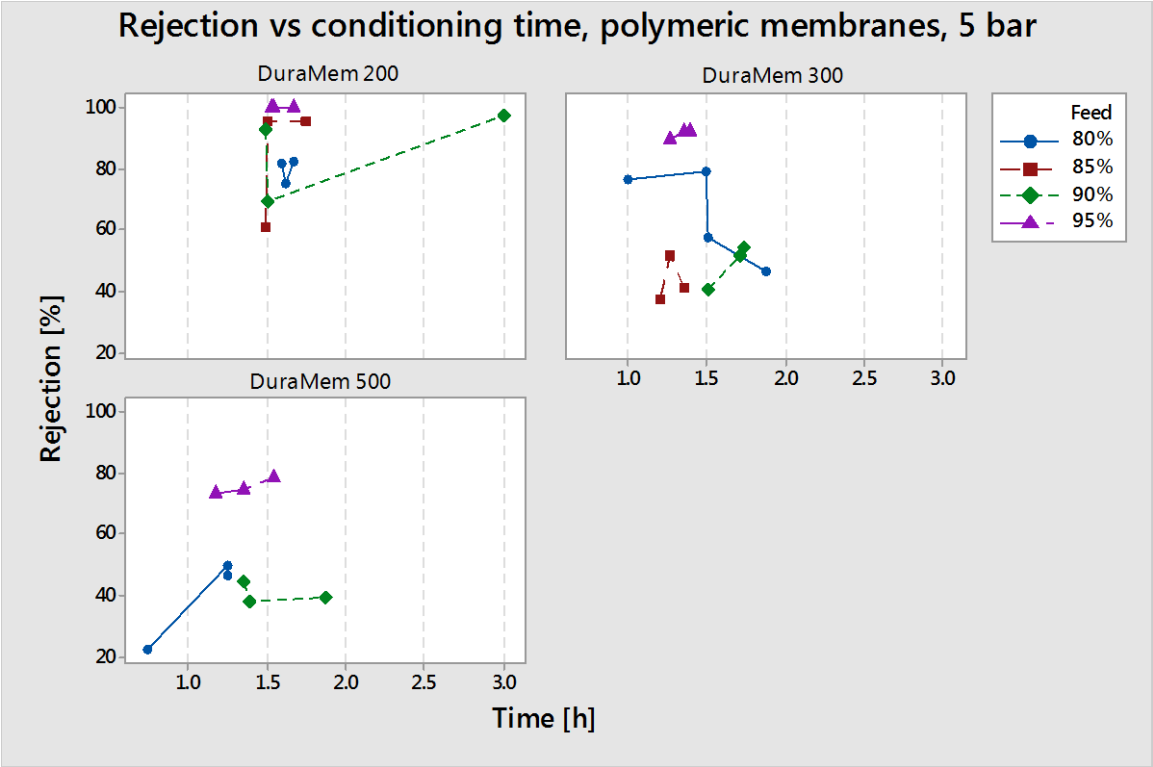 Rejection vs conditioning time, polymeric membranes, 5 bar
DuraMem 200
DuraMem 300
100
80
60
40
20
1.0 1.5 2.0 2.5 3.0
Feed
80%
85%
90%
95%
DuraMem 500
100
80
60
40
20
1.0 1.5 2.0 2.5 3.0
Rejection [%]
Time [h]